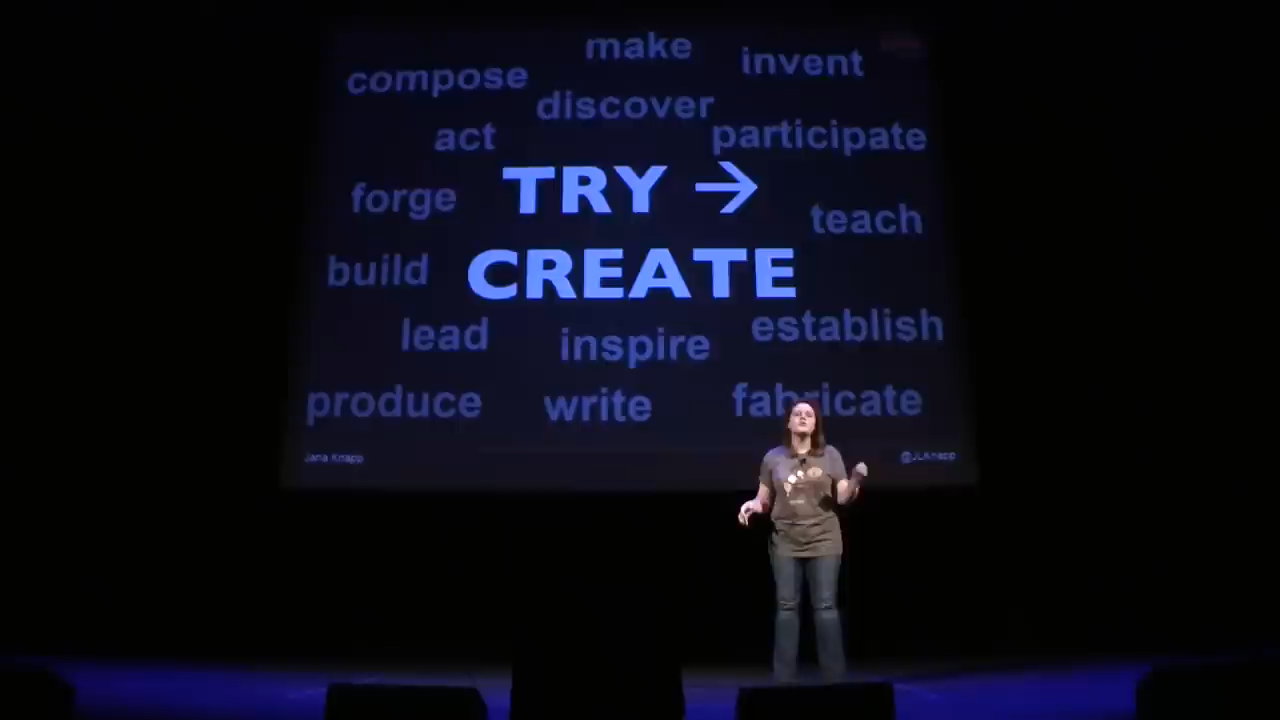 make
invent
compose
discover
act
participate
TRY →
forge
teach
CREATE
build
establish
lead
inspire
produce
write
fabricate
Jana Knapp
@JLKnapp